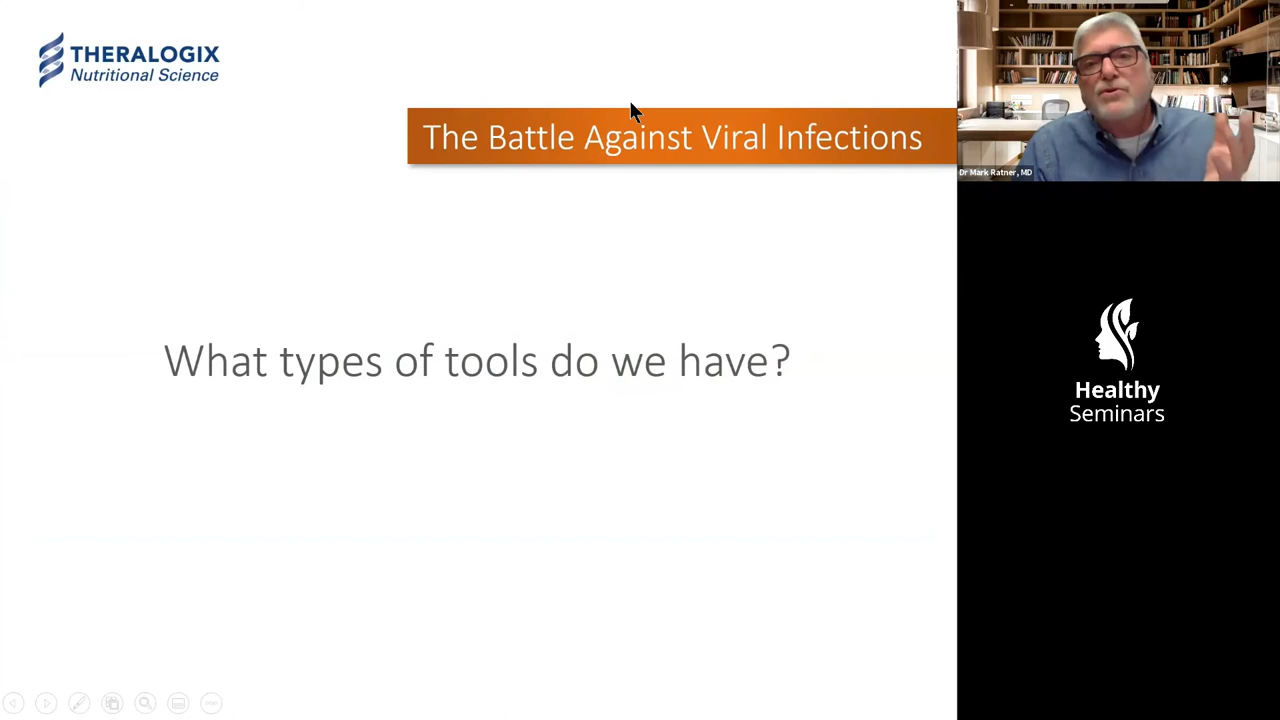 THERALOGIX
Nutritional Science
The Battle Against Viral Infections
Dr Mark Ratner, MD
What types of tools do we have?
Healthy
Seminars